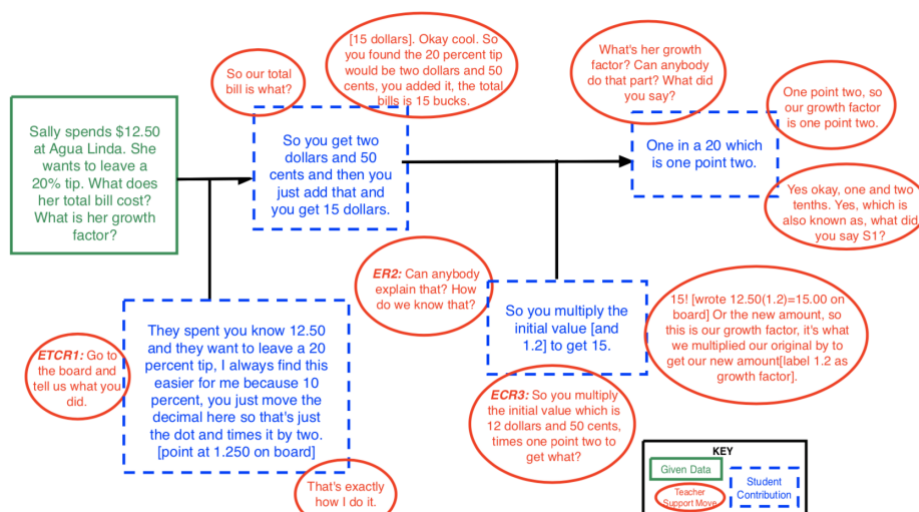 So our total
bill is what?
[15 dollars]. Okay cool. So
you found the 20 percent tip
would be two dollars and 50
cents, you added it, the total
bills is 15 bucks.
What's her growth
factor? Can anybody
do that part? What did
you say?
One point two, so
our growth factor
is one point two.
Sally spends $12.50
at Agua Linda. She
wants to leave a
20% tip. What does
her total bill cost?
What is her growth
factor?
So you get two
dollars and 50
cents and then you
just add that and
you get 15 dollars.
One in a 20 which
is one point two.
Yes okay, one and two
tenths. Yes, which is
also known as, what did
you say S1?
ER2: Can anybody
explain that? How
do we know that?
So you multiply the
initial value [and
1.2] to get 15.
15! [wrote 12.50(1.2)=15.00 on
board] Or the new amount, so
this is our growth factor, it's what
we multiplied our original by to
get our new amount[label 1.2 as
growth factor].
ETCR1: Go to
the board and
tell us what you
did.
They spent you know 12.50
and they want to leave a 20
percent tip, I always find this
easier for me because 10
percent, you just move the
decimal here so that's just
the dot and times it by two.
[point at 1.250 on board]
ECR3: So you multiply
the initial value which is
12 dollars and 50 cents,
times one point two to
get what?
That's exactly
how I do it.
KEY
Given Data
Teacher
Support Move
Student
Contribution